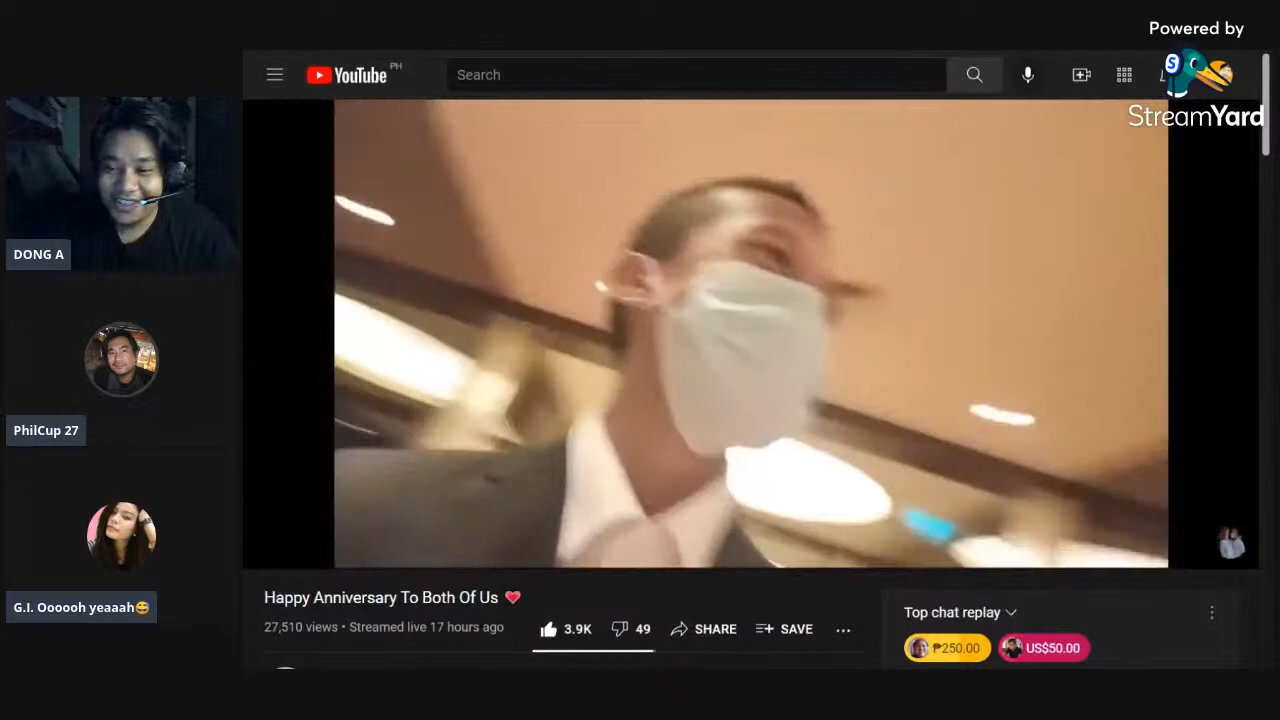 Powered by
StreamYard
YouTube PH
Search
DONG A
PhilCup 27
G.I. Oooooh yeaaah😅
Happy Anniversary To Both Of Us ❤
27,510 views • Streamed live 17 hours ago
3.9K
49
SHARE
SAVE
Top chat replay
₱250.00
US$50.00